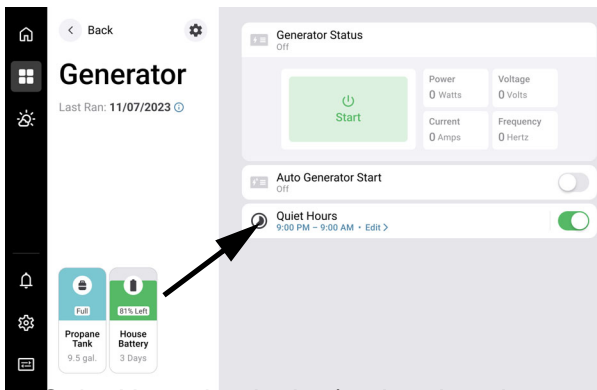 Back
Generator
Last Ran: 11/07/2023
Full
81% Left
Propane Tank
9.5 gal.
House Battery
3 Days
Generator Status
Off
Start
Power
0 Watts
Voltage
0 Volts
Current
0 Amps
Frequency
0 Hertz
Auto Generator Start
Off
Quiet Hours
9:00 PM – 9:00 AM • Edit >